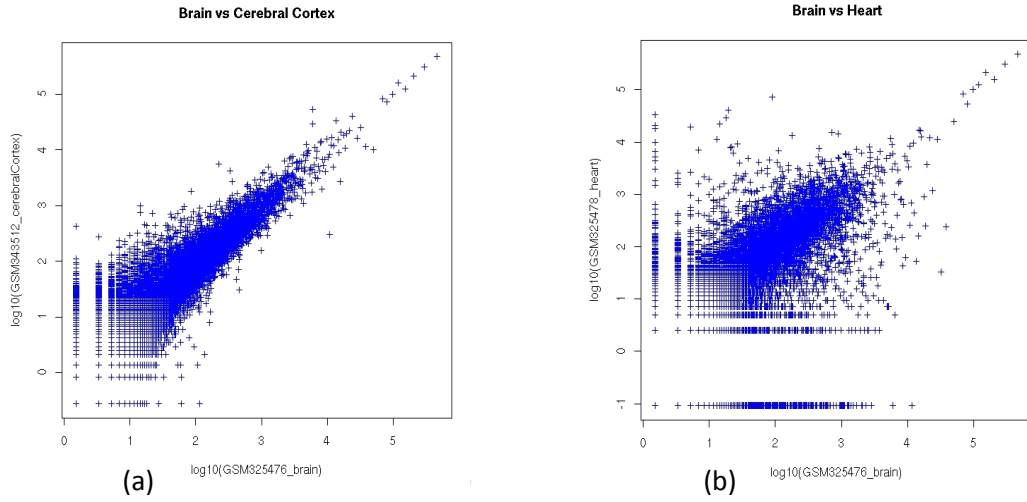 Brain vs Cerebral Cortex
log10(GSM843512_cerebralCortex)
0
1
2
3
4
5
0 1 2 3 4 5
log10(GSM325476_brain)
(a)
Brain vs Heart
log10(GSM325478_heart)
-1
0
1
2
3
4
5
0 1 2 3 4 5
log10(GSM325476_brain)
(b)